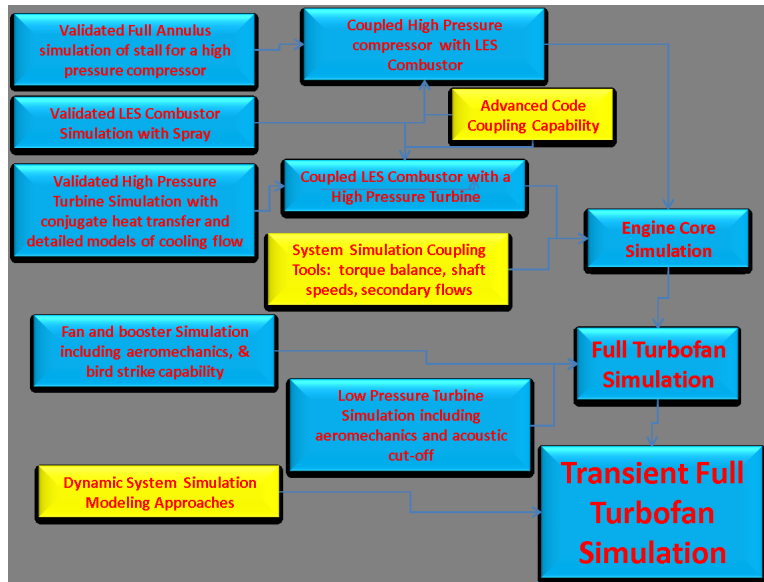 Validated Full Annulus
simulation of stall for a high
pressure compressor
Coupled High Pressure
compressor with LES
Combustor
Validated LES Combustor
Simulation with Spray
Advanced Code
Coupling Capability
Validated High Pressure
Turbine Simulation with
conjugate heat transfer and
detailed models of cooling flow
Coupled LES Combustor with a
High Pressure Turbine
Engine Core
Simulation
System Simulation Coupling
Tools: torque balance, shaft
speeds, secondary flows
Fan and booster Simulation
including aeromechanics, &
bird strike capability
Full Turbofan
Simulation
Low Pressure Turbine
Simulation including
aeromechanics and acoustic
cut-off
Dynamic System Simulation
Modeling Approaches
Transient Full
Turbofan
Simulation